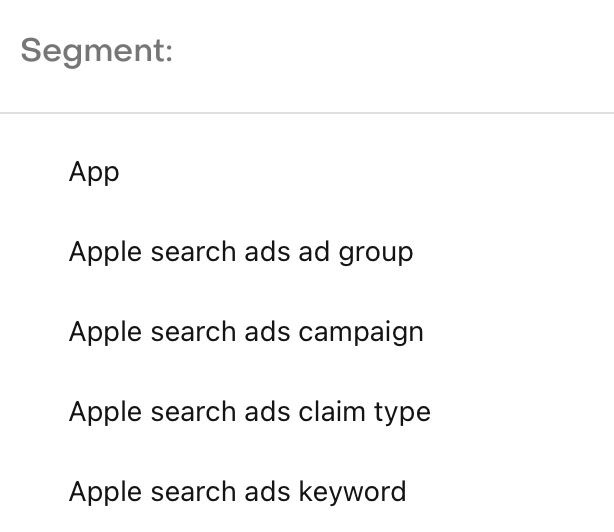 Segment:
App
Apple search ads ad group
Apple search ads campaign
Apple search ads claim type
Apple search ads keyword